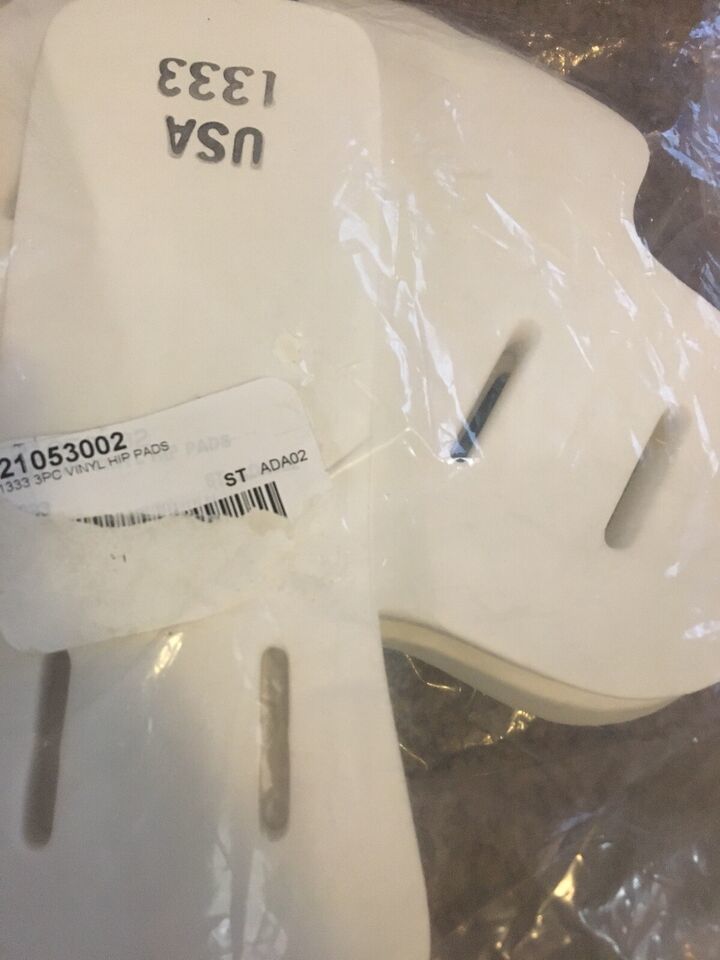 USA
1333
21053002
1333 3PC VINYL HIP PADS
ST ADA02